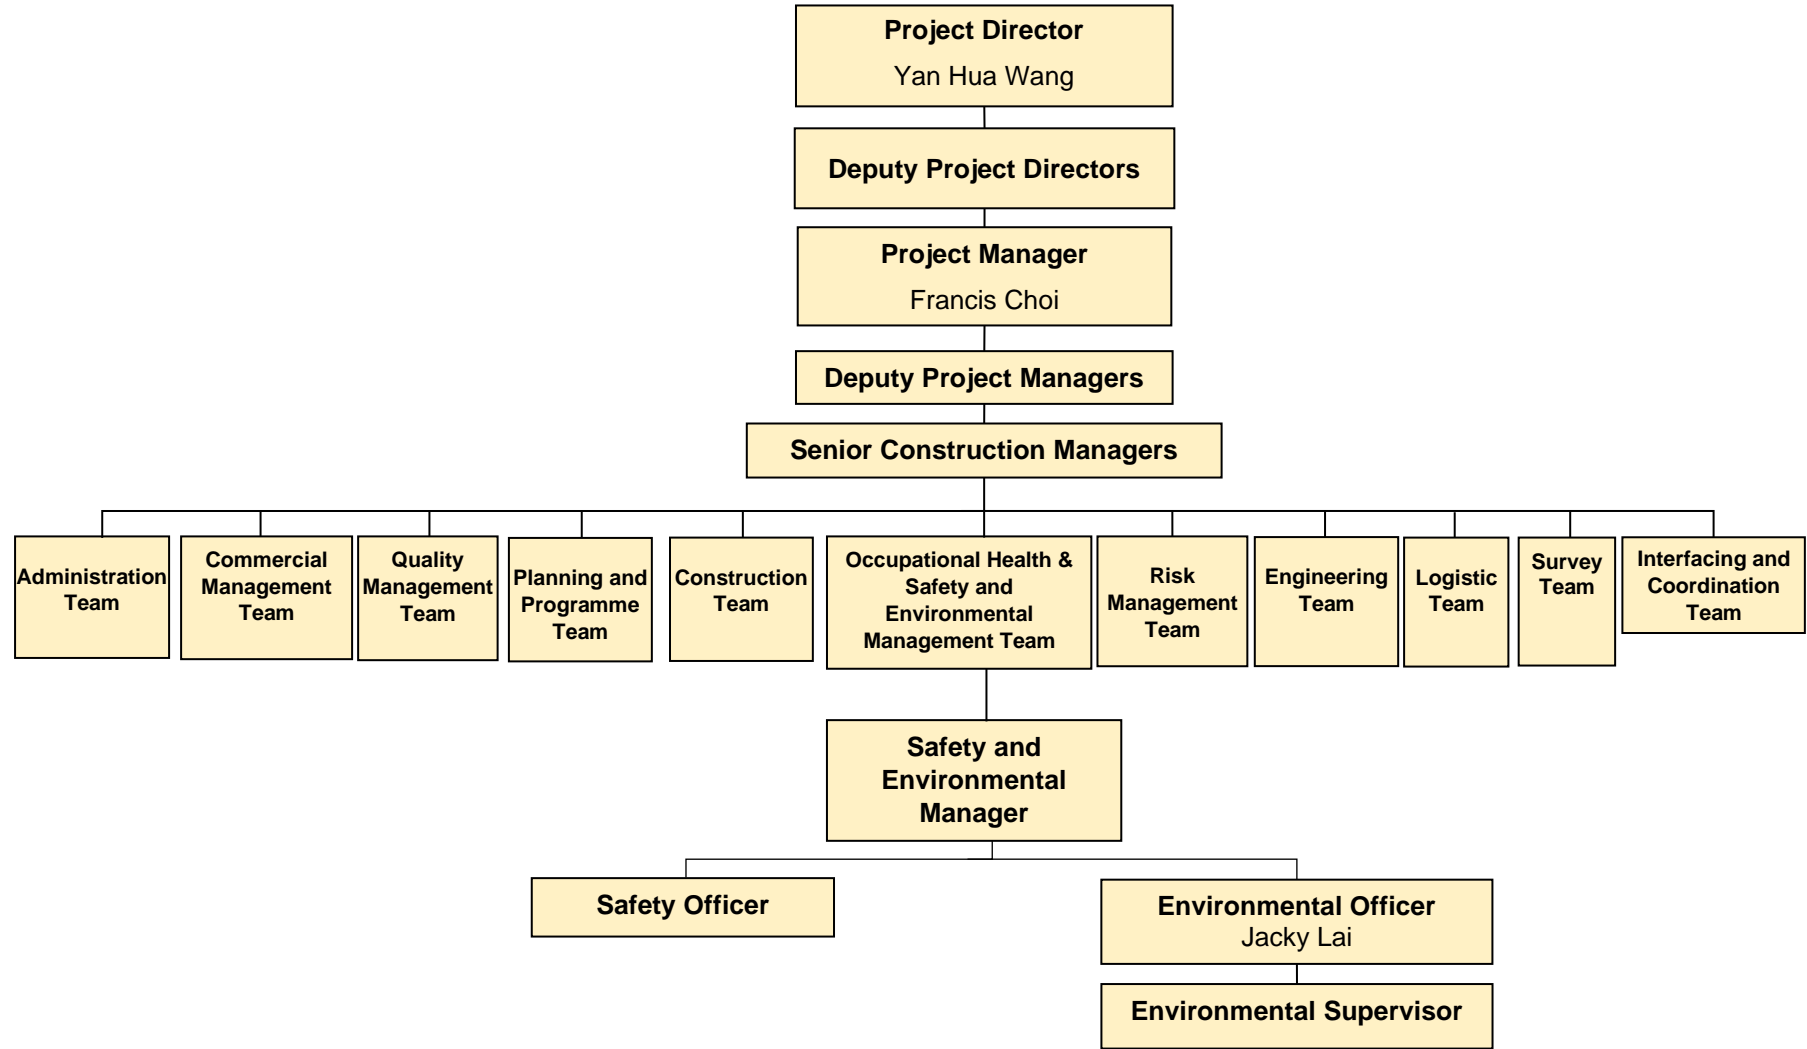 Project Director
Yan Hua Wang
Deputy Project Directors
Project Manager
Francis Choi
Deputy Project Managers
Senior Construction Managers
Administration
Team
Commercial
Management
Team
Quality
Management
Team
Planning and
Programme
Team
Construction
Team
Occupational Health &
Safety and
Environmental
Management Team
Risk
Management
Team
Engineering
Team
Logistic
Team
Survey
Team
Interfacing and
Coordination
Team
Safety and
Environmental
Manager
Safety Officer
Environmental Officer
Jacky Lai
Environmental Supervisor